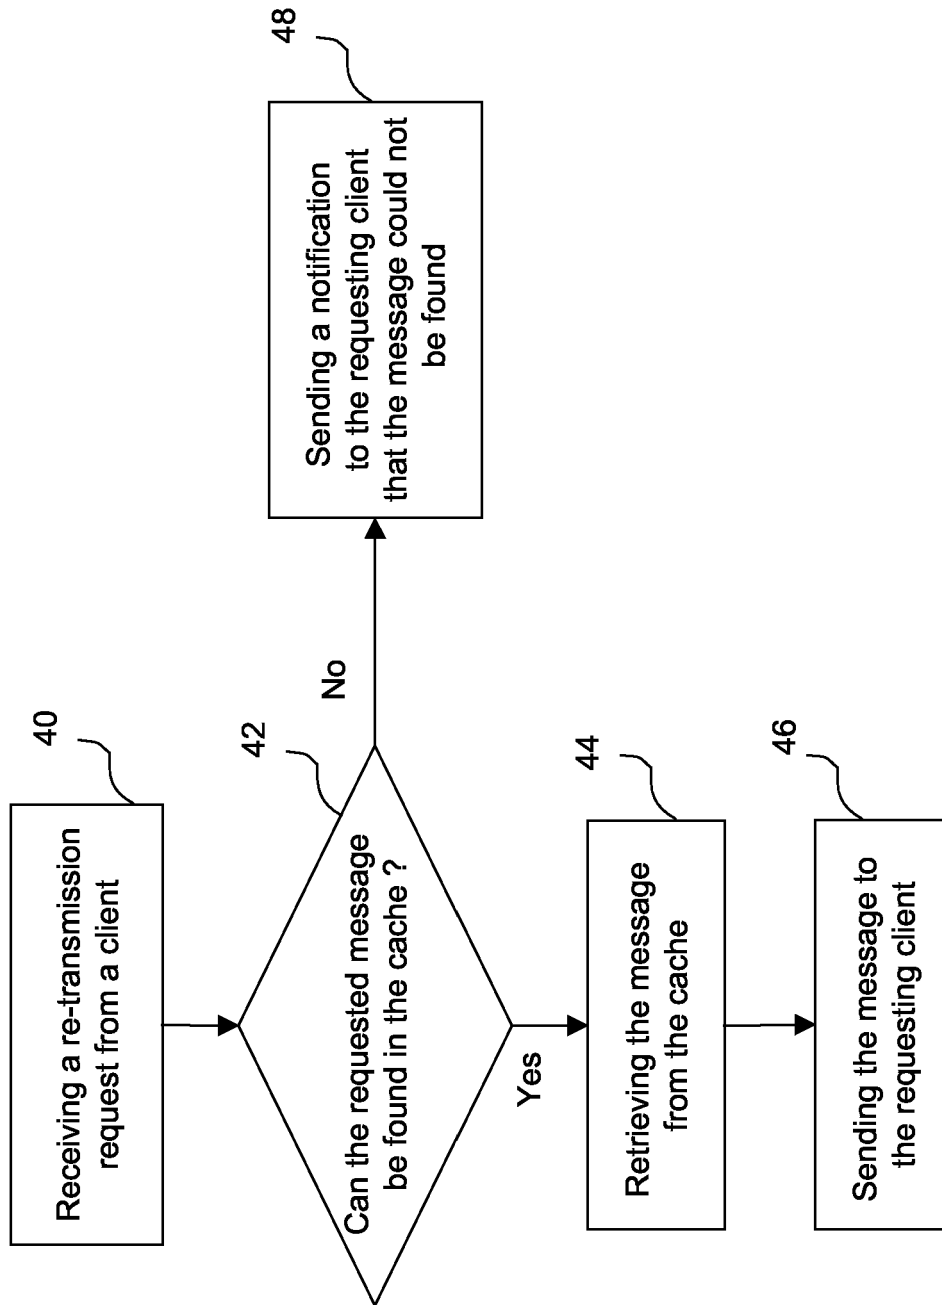 40
Receiving a re-transmission
request from a client
42
Can the requested message
be found in the cache ?
No
48
Sending a notification
to the requesting client
that the message could not
be found
Yes
44
Retrieving the message
from the cache
46
Sending the message to
the requesting client